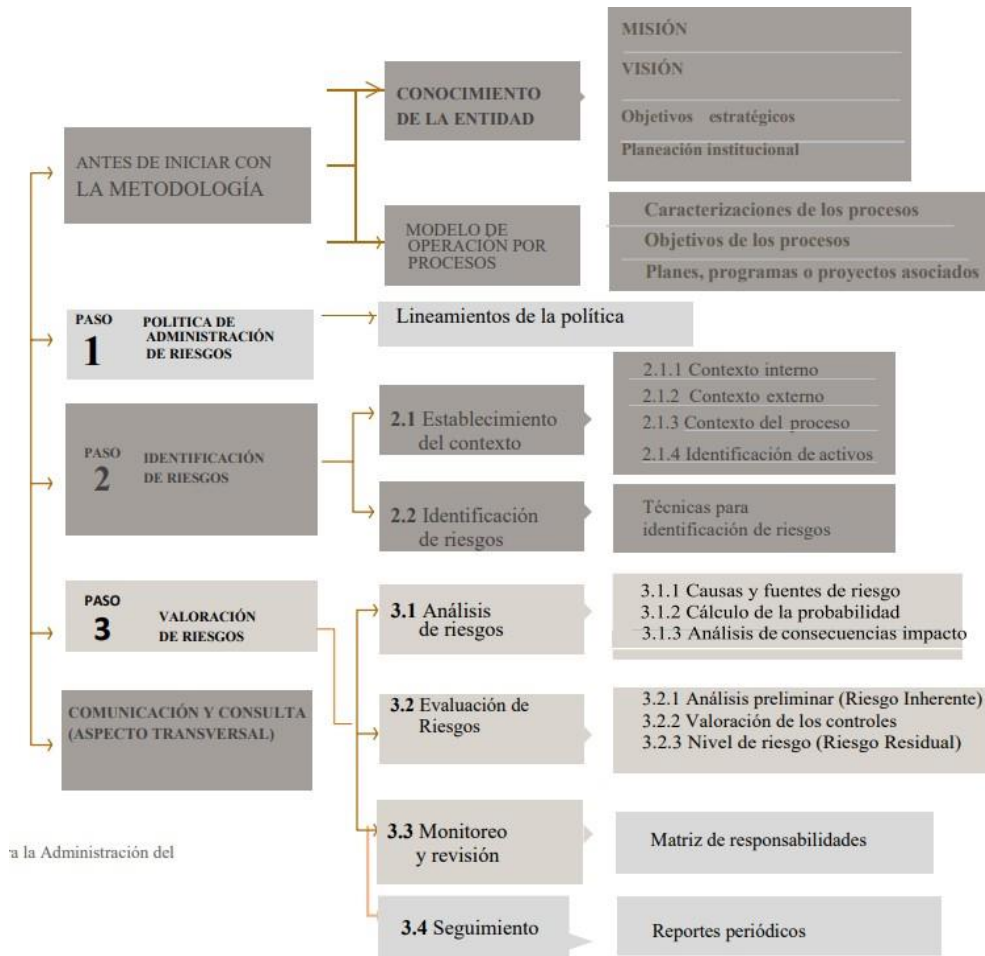 MISIÓN
VISIÓN
Objetivos estratégicos
Planeación institucional
CONOCIMIENTO
DE LA ENTIDAD
ANTES DE INICIAR CON
LA METODOLOGÍA
MODELO DE
OPERACIÓN POR
PROCESOS
Caracterizaciones de los procesos
Objetivos de los procesos
Planes, programas o proyectos asociados
PASO
1
POLITICA DE
ADMINISTRACIÓN
DE RIESGOS
Lineamientos de la política
PASO
2
IDENTIFICACIÓN
DE RIESGOS
2.1 Establecimiento
del contexto
2.1.1 Contexto interno
2.1.2 Contexto externo
2.1.3 Contexto del proceso
2.1.4 Identificación de activos
2.2 Identificación
de riesgos
Técnicas para
identificación de riesgos
PASO
3
VALORACIÓN
DE RIESGOS
3.1 Análisis
de riesgos
3.1.1 Causas y fuentes de riesgo
3.1.2 Cálculo de la probabilidad
3.1.3 Análisis de consecuencias impacto
3.2 Evaluación de
Riesgos
3.2.1 Análisis preliminar (Riesgo Inherente)
3.2.2 Valoración de los controles
3.2.3 Nivel de riesgo (Riesgo Residual)
COMUNICACIÓN Y CONSULTA
(ASPECTO TRANSVERSAL)
3.3 Monitoreo
y revisión
Matriz de responsabilidades
ra la Administración del
3.4 Seguimiento
Reportes periódicos